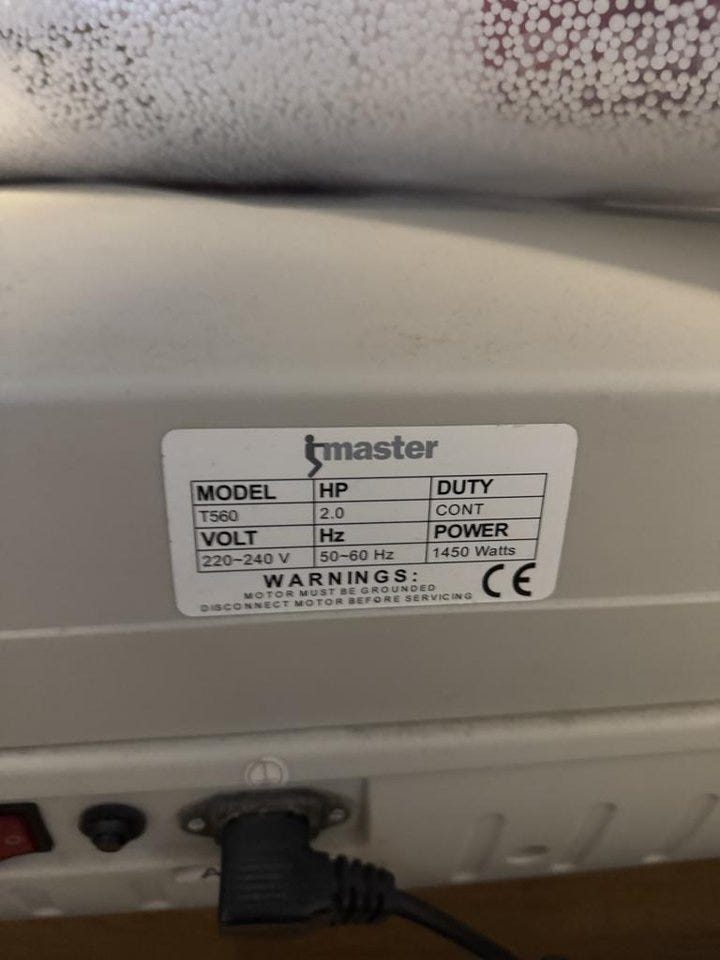 imaster
MODEL HP DUTY
T560 2.0 CONT
VOLT Hz POWER
220~240 V 50~60 Hz 1450 Watts
WARNINGS:
MOTOR MUST BE GROUNDED
DISCONNECT MOTOR BEFORE SERVICING
CE
A